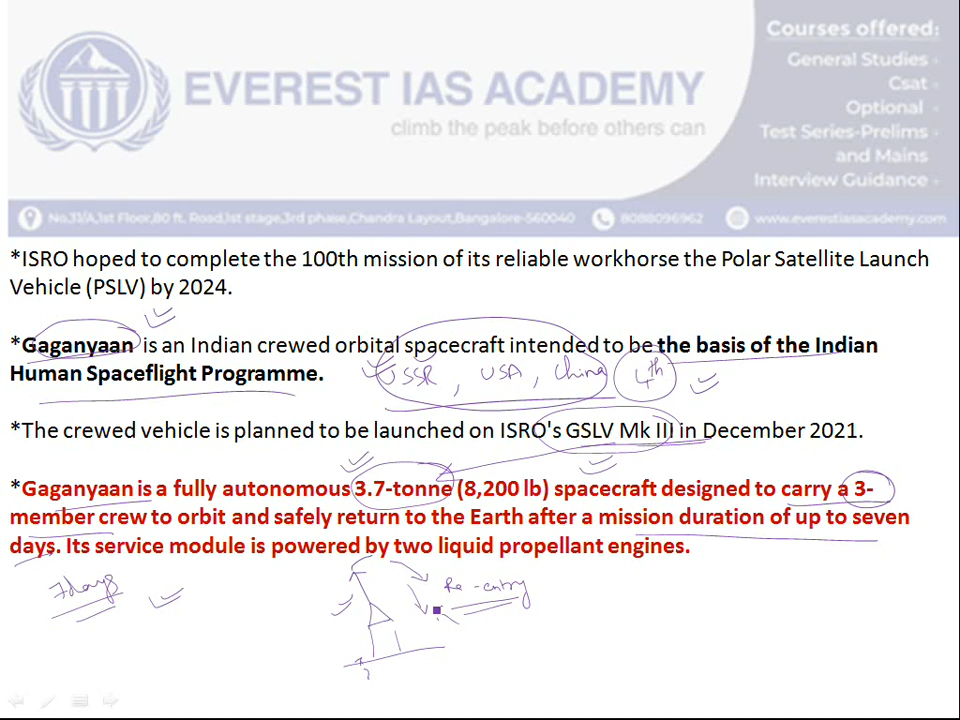 Courses offered:
General Studies -
Csat -
Optional -
Test Series-Prelims -
and Mains
Interview Guidance -
EVEREST IAS ACADEMY
climb the peak before others can
No.31/A,1st Floor,80 ft. Road,1st stage,3rd phase,Chandra Layout,Bangalore-560040 8088096962 www.everestiasacademy.com
*ISRO hoped to complete the 100th mission of its reliable workhorse the Polar Satellite Launch
Vehicle (PSLV) by 2024.
*Gaganyaan is an Indian crewed orbital spacecraft intended to be the basis of the Indian
Human Spaceflight Programme.
USSR, USA, China 4th
*The crewed vehicle is planned to be launched on ISRO's GSLV Mk III in December 2021.
*Gaganyaan is a fully autonomous 3.7-tonne (8,200 lb) spacecraft designed to carry a 3-
member crew to orbit and safely return to the Earth after a mission duration of up to seven
days. Its service module is powered by two liquid propellant engines.
7days
Re-entry